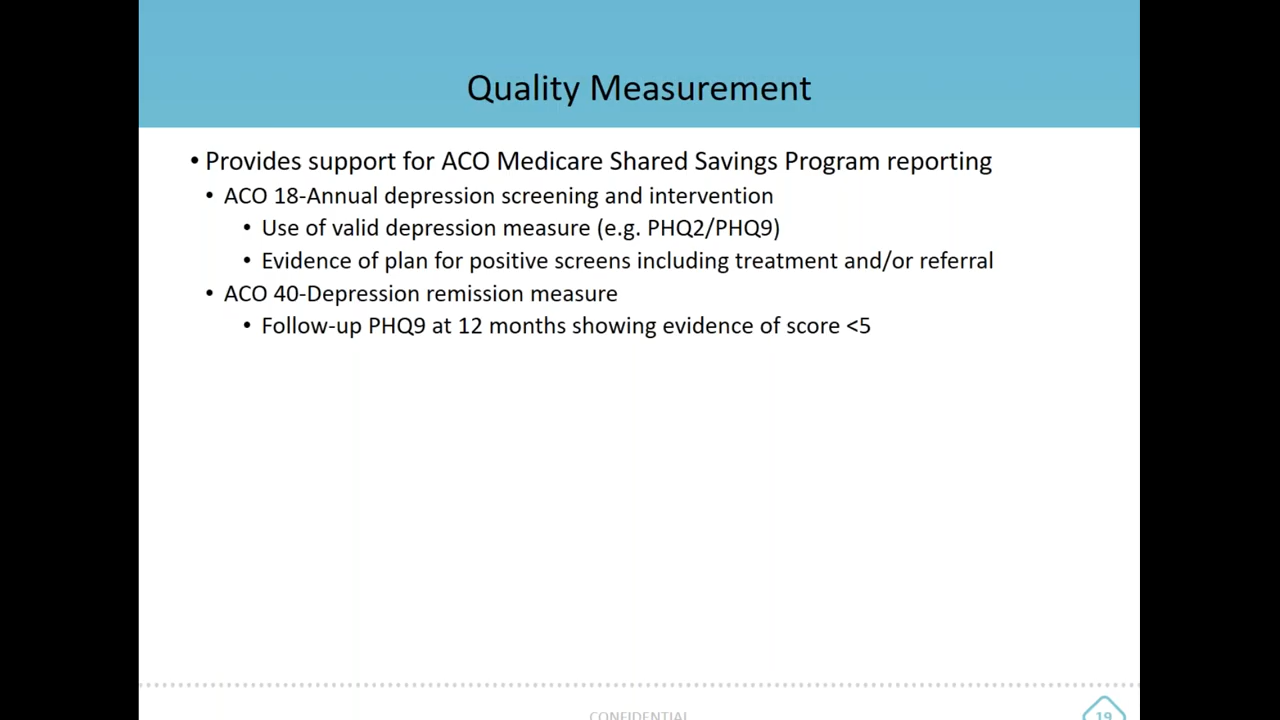 Quality Measurement
• Provides support for ACO Medicare Shared Savings Program reporting
• ACO 18-Annual depression screening and intervention
• Use of valid depression measure (e.g. PHQ2/PHQ9)
• Evidence of plan for positive screens including treatment and/or referral
• ACO 40-Depression remission measure
• Follow-up PHQ9 at 12 months showing evidence of score <5
CONFIDENTIAL
19